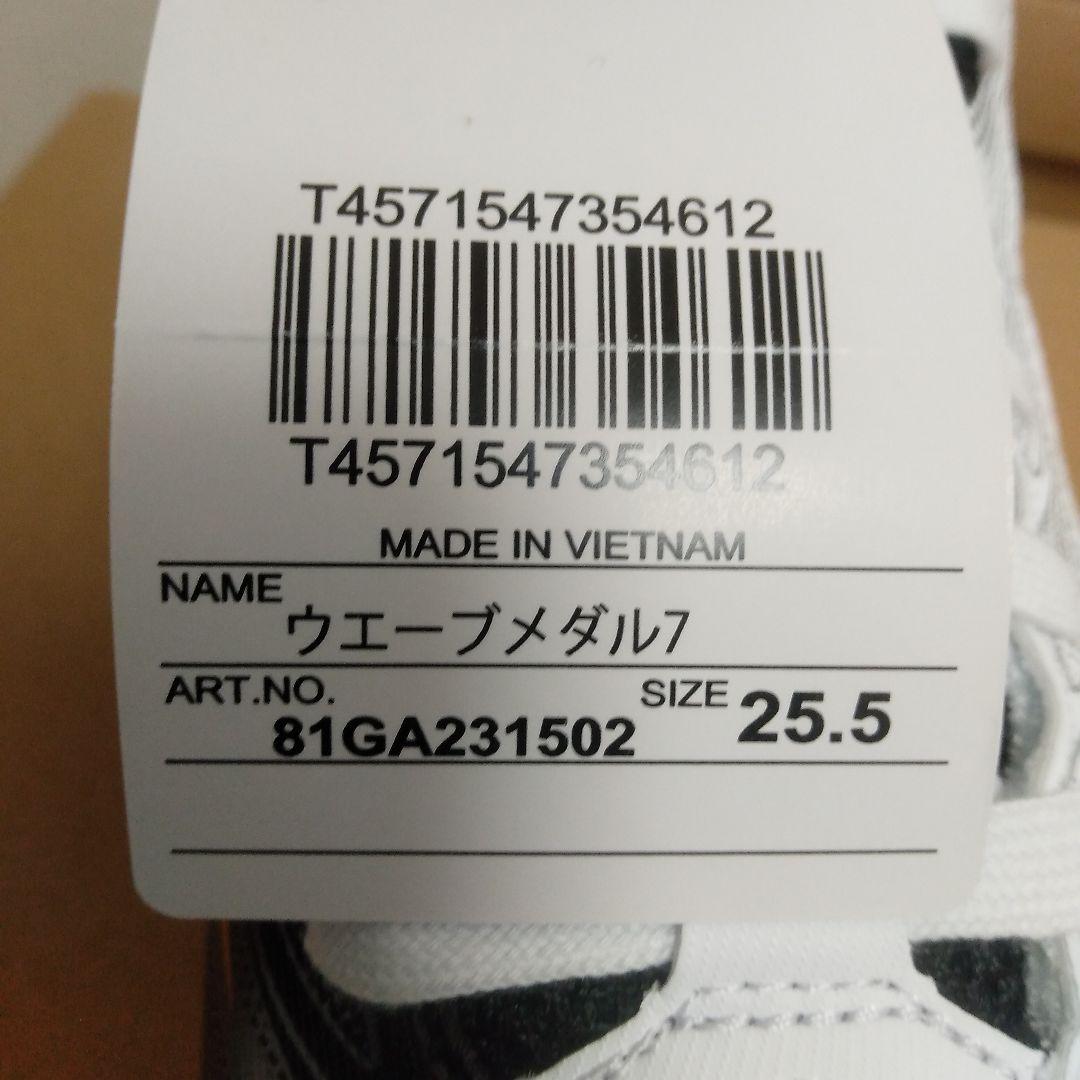 T4571547354612
T4571547354612
MADE IN VIETNAM
NAME
ウエーブメダル7
ART.NO. SIZE
81GA231502 25.5